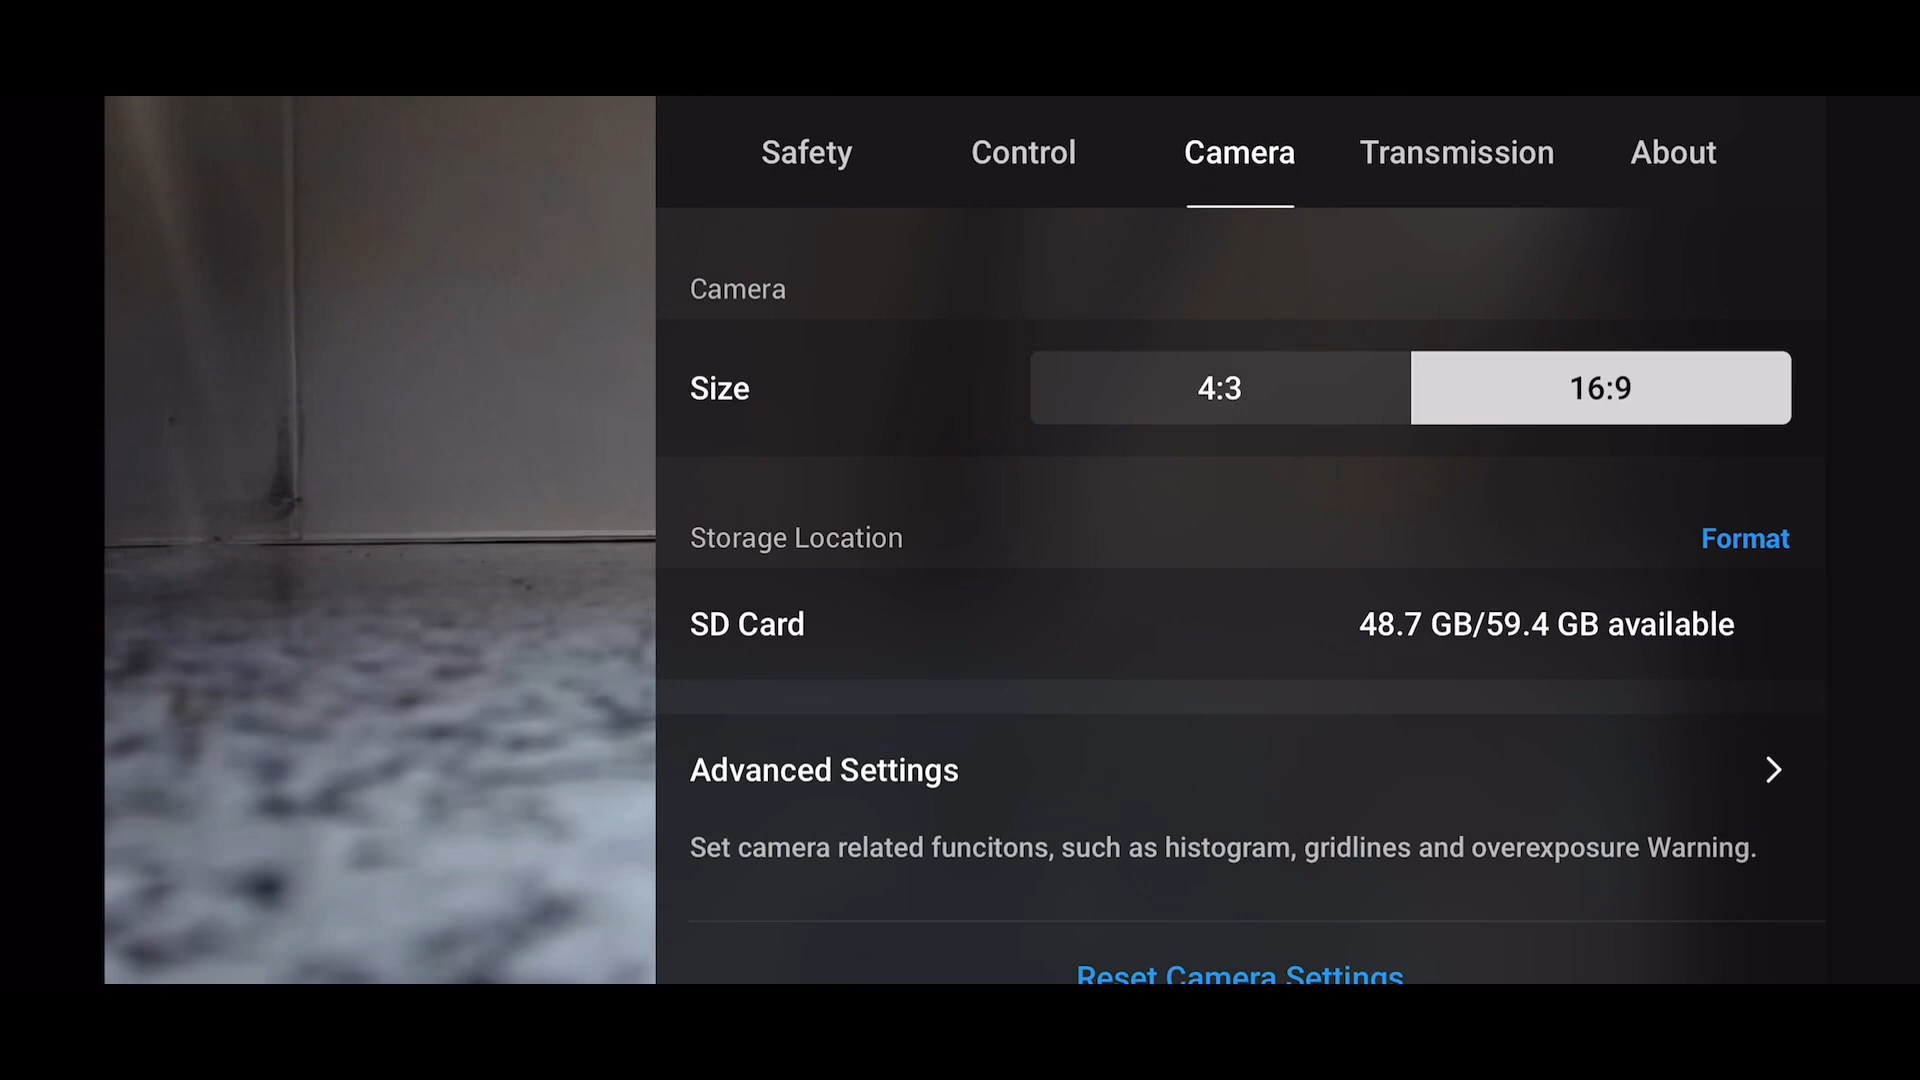 Safety Control Camera Transmission About
Camera
Size 4:3 16:9
Storage Location Format
SD Card 48.7 GB/59.4 GB available
Advanced Settings
Set camera related funcitons, such as histogram, gridlines and overexposure Warning.
Reset Camera Settings